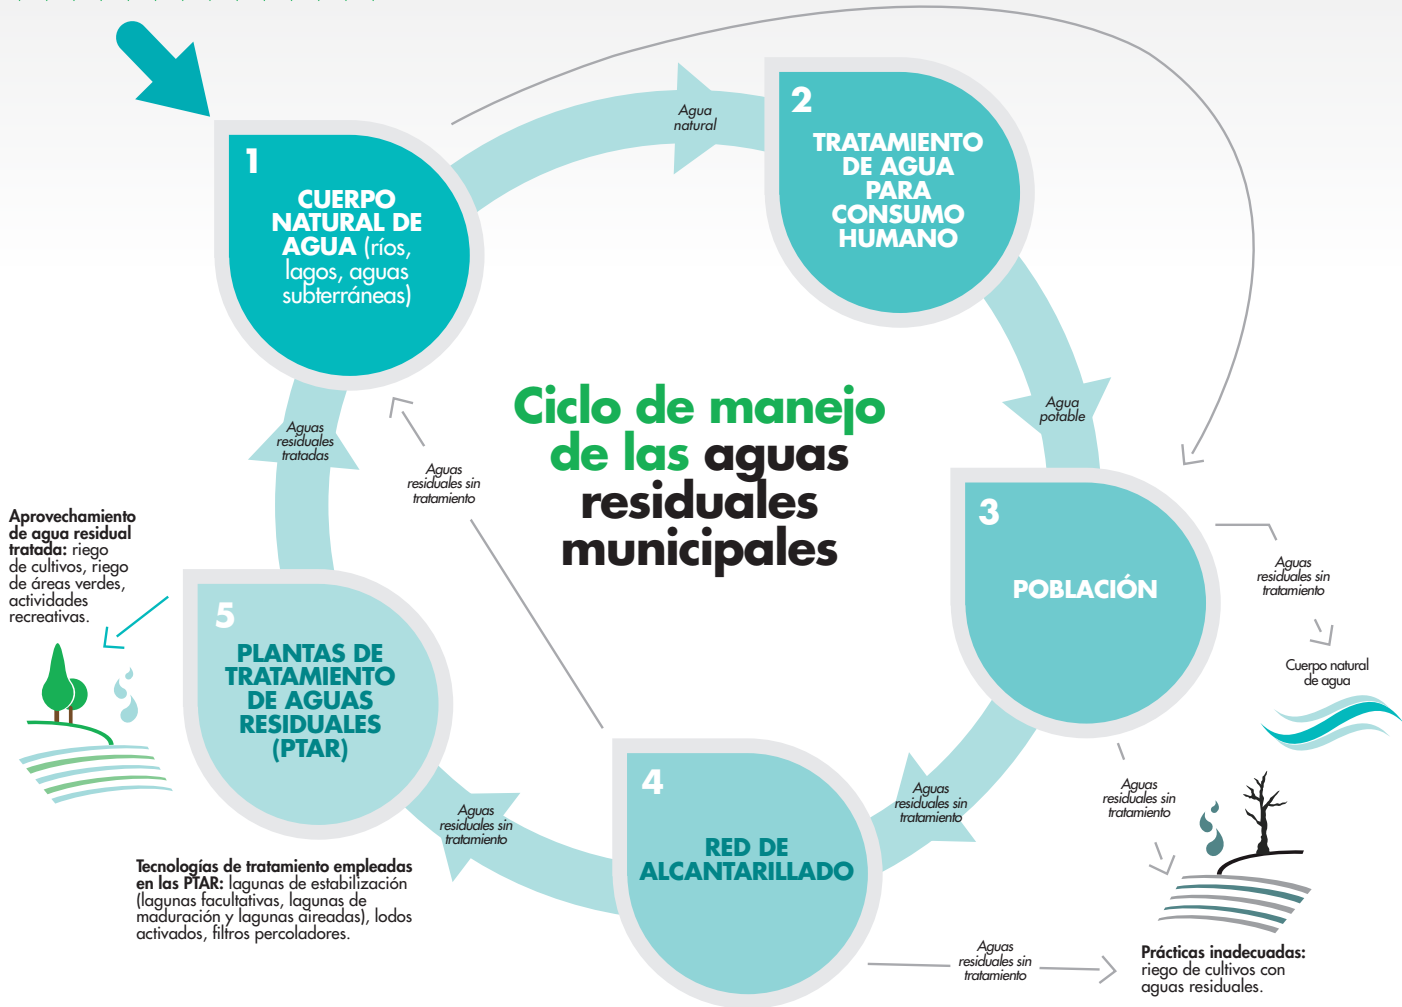 1
CUERPO
NATURAL DE
AGUA (ríos,
lagos, aguas
subterráneas)
Agua
natural
2
TRATAMIENTO
DE AGUA
PARA
CONSUMO
HUMANO
Agua
potable
Ciclo de manejo
de las aguas
residuales
municipales
3
POBLACIÓN
Aguas
residuales sin
tratamiento
Cuerpo natural
de agua
Aguas
residuales sin
tratamiento
Prácticas inadecuadas:
riego de cultivos con
aguas residuales.
Aguas
residuales sin
tratamiento
4
RED DE
ALCANTARILLADO
Aguas
residuales sin
tratamiento
Aguas
residuales sin
tratamiento
Aguas
residuales sin
tratamiento
5
PLANTAS DE
TRATAMIENTO
DE AGUAS
RESIDUALES
(PTAR)
Aguas
residuales
tratadas
Aprovechamiento
de agua residual
tratada: riego
de cultivos, riego
de áreas verdes,
actividades
recreativas.
Tecnologías de tratamiento empleadas
en las PTAR: lagunas de estabilización
(lagunas facultativas, lagunas de
maduración y lagunas aireadas), lodos
activados, filtros percoladores.